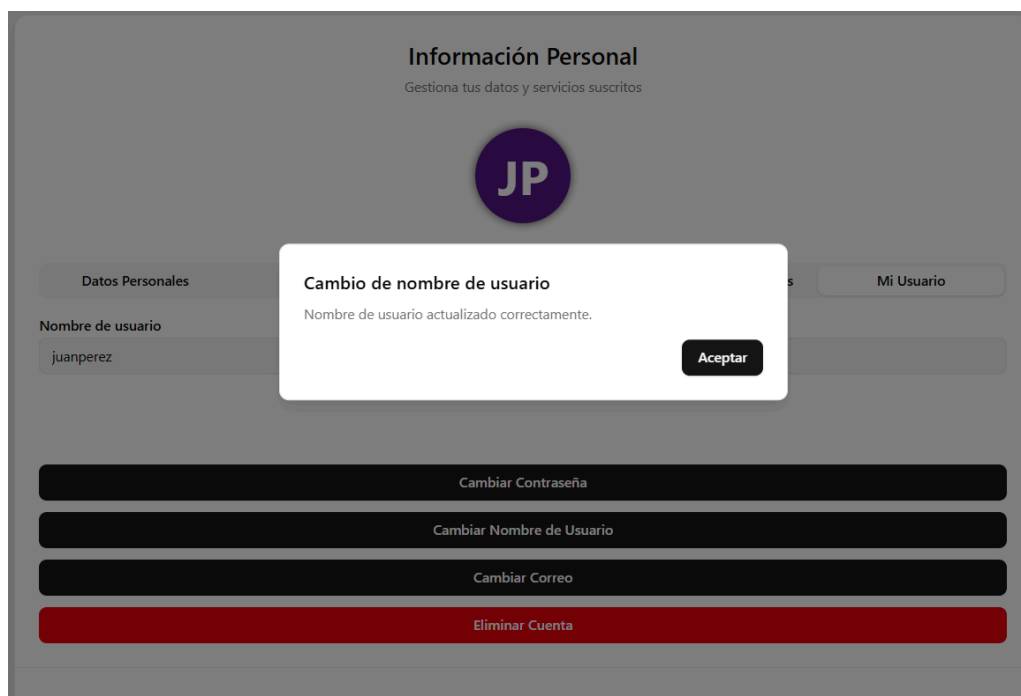 Información Personal
Gestiona tus datos y servicios suscritos
JP
Datos Personales
Mi Usuario
Cambio de nombre de usuario
Nombre de usuario actualizado correctamente.
Aceptar
Nombre de usuario
juanperez
Cambiar Contraseña
Cambiar Nombre de Usuario
Cambiar Correo
Eliminar Cuenta